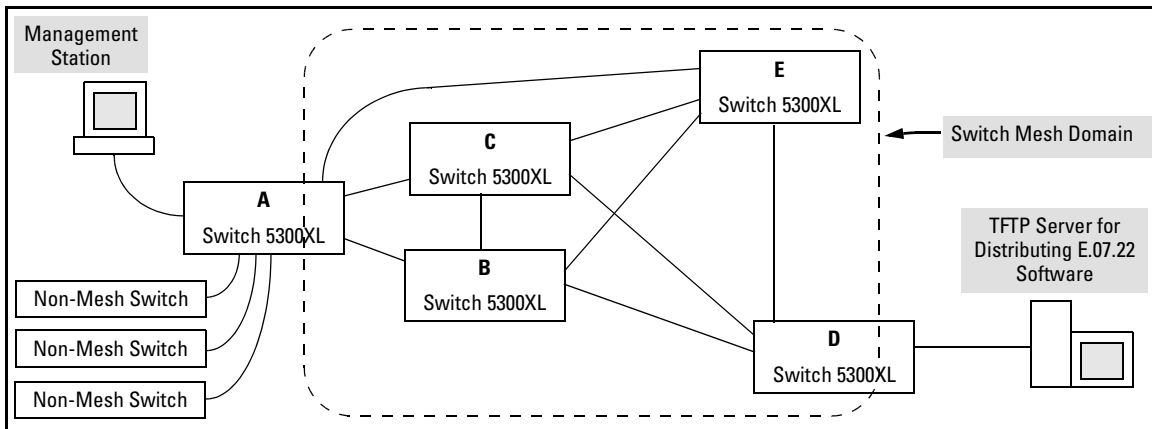 Management
Station
E
Switch 5300XL
C
Switch 5300XL
Switch Mesh Domain
A
Switch 5300XL
B
Switch 5300XL
TFTP Server for
Distributing E.07.22
Software
Non-Mesh Switch
Non-Mesh Switch
Non-Mesh Switch
D
Switch 5300XL